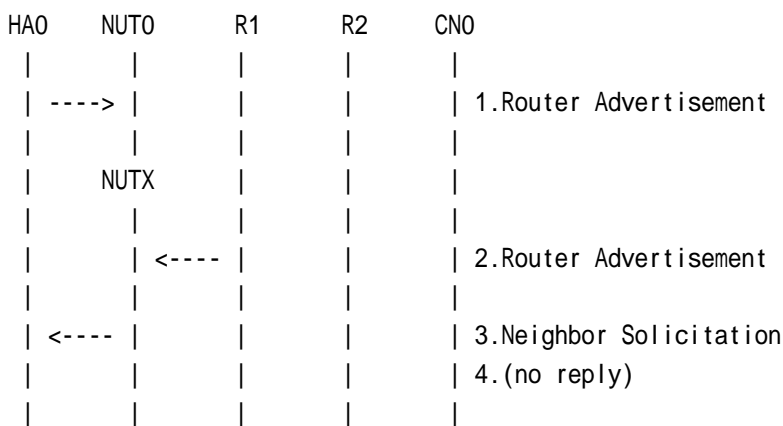 HA0 NUT0 R1 R2 CN0
| | | | |
| ----> | | | | 1.Router Advertisement
| | | | |
| NUTX | | |
| | | | |
| | <---- | | | 2.Router Advertisement
| | | | |
| <---- | | | | 3.Neighbor Solicitation
| | | | | 4.(no reply)
| | | | |